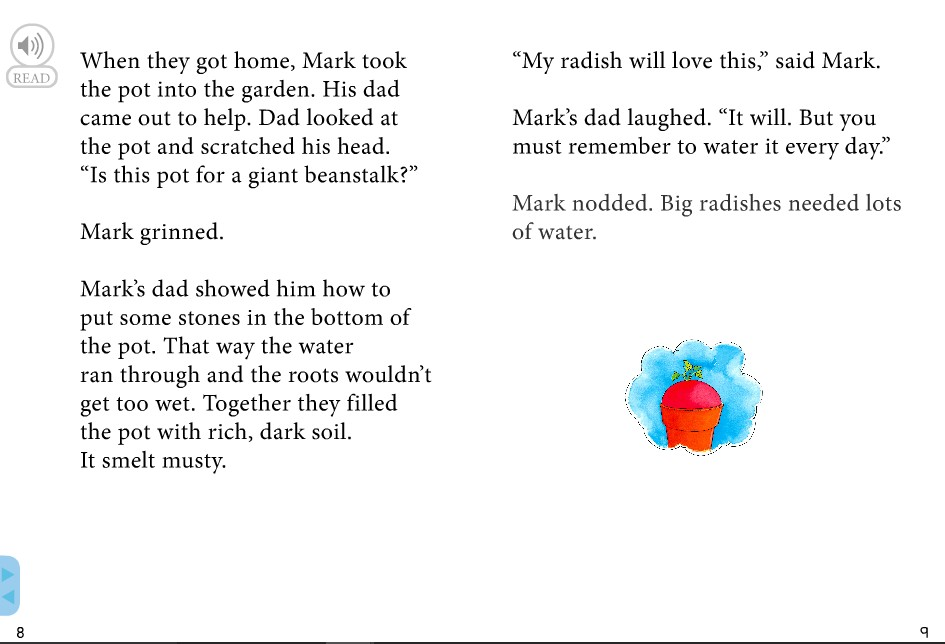 READ
When they got home, Mark took
the pot into the garden. His dad
came out to help. Dad looked at
the pot and scratched his head.
“Is this pot for a giant beanstalk?”
Mark grinned.
Mark’s dad showed him how to
put some stones in the bottom of
the pot. That way the water
ran through and the roots wouldn’t
get too wet. Together they filled
the pot with rich, dark soil.
It smelt musty.
8
“My radish will love this,” said Mark.
Mark’s dad laughed. “It will. But you
must remember to water it every day.”
Mark nodded. Big radishes needed lots
of water.
9